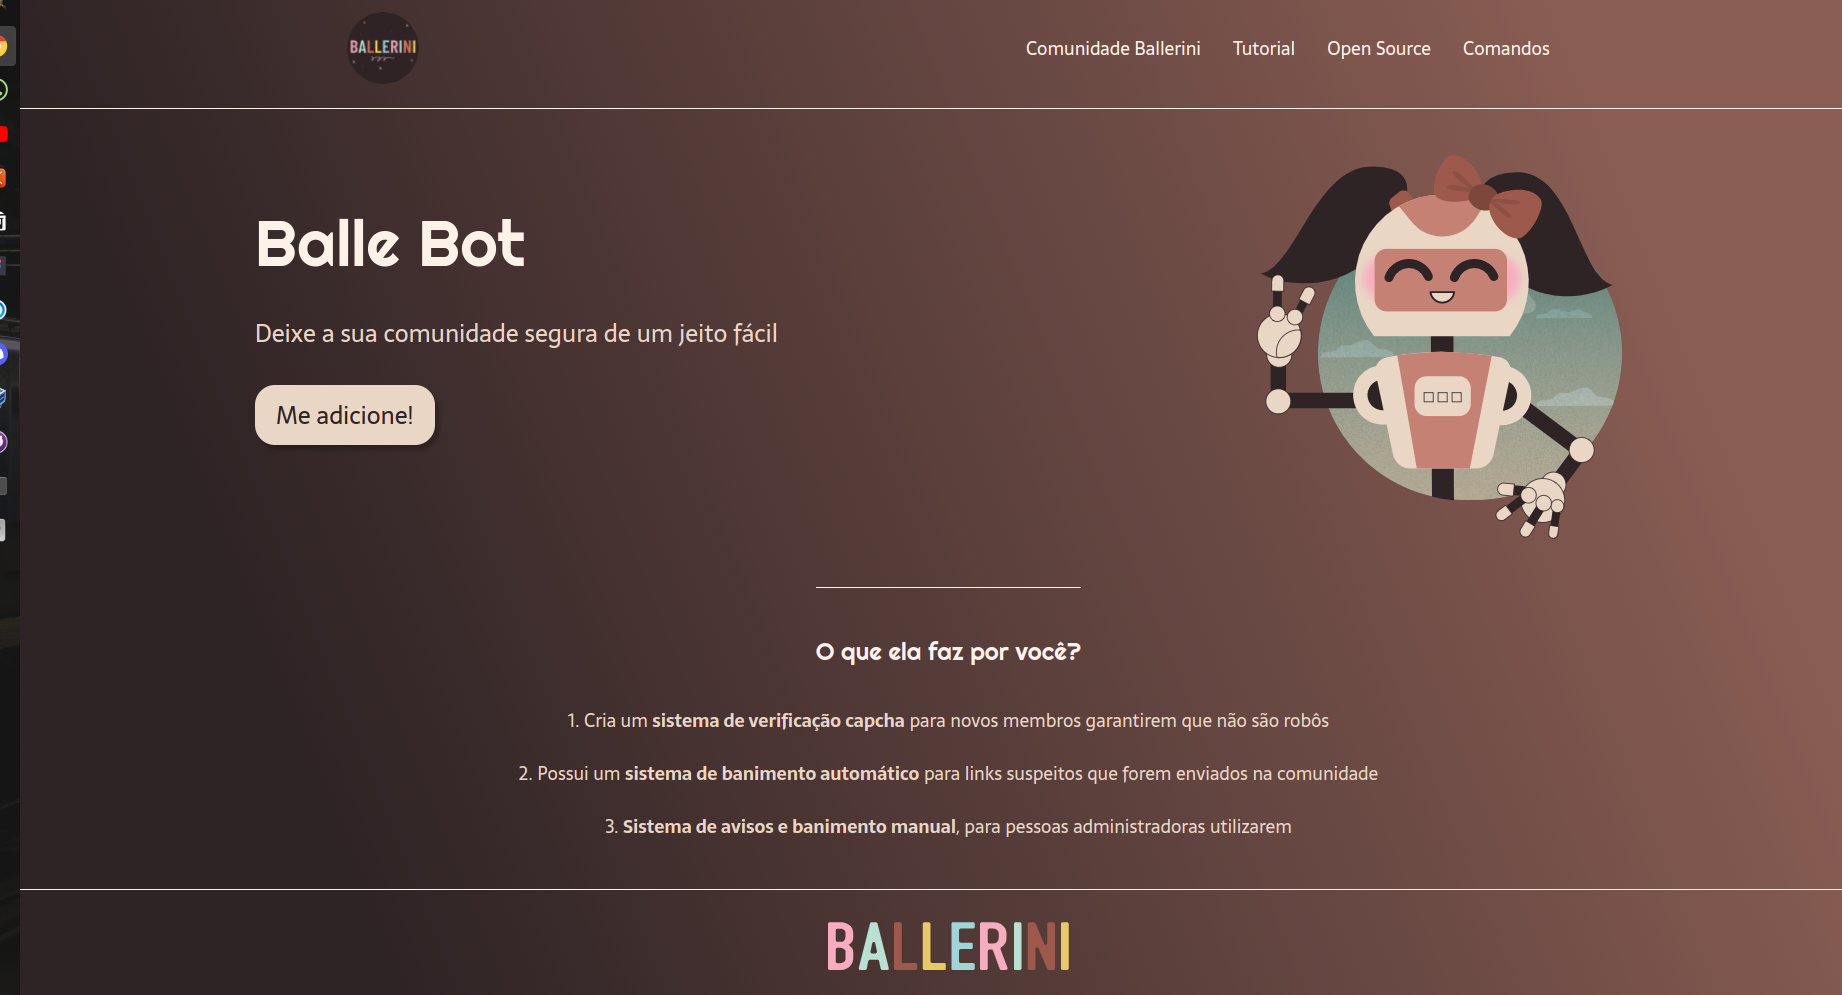 BALLERINI
Comunidade Ballerini
Tutorial
Open Source
Comandos
Balle Bot
Deixe a sua comunidade segura de um jeito fácil
Me adicione!
O que ela faz por você?
1. Cria um sistema de verificação capcha para novos membros garantirem que não são robôs
2. Possui um sistema de banimento automático para links suspeitos que forem enviados na comunidade
3. Sistema de avisos e banimento manual, para pessoas administradoras utilizarem
BALLERINI